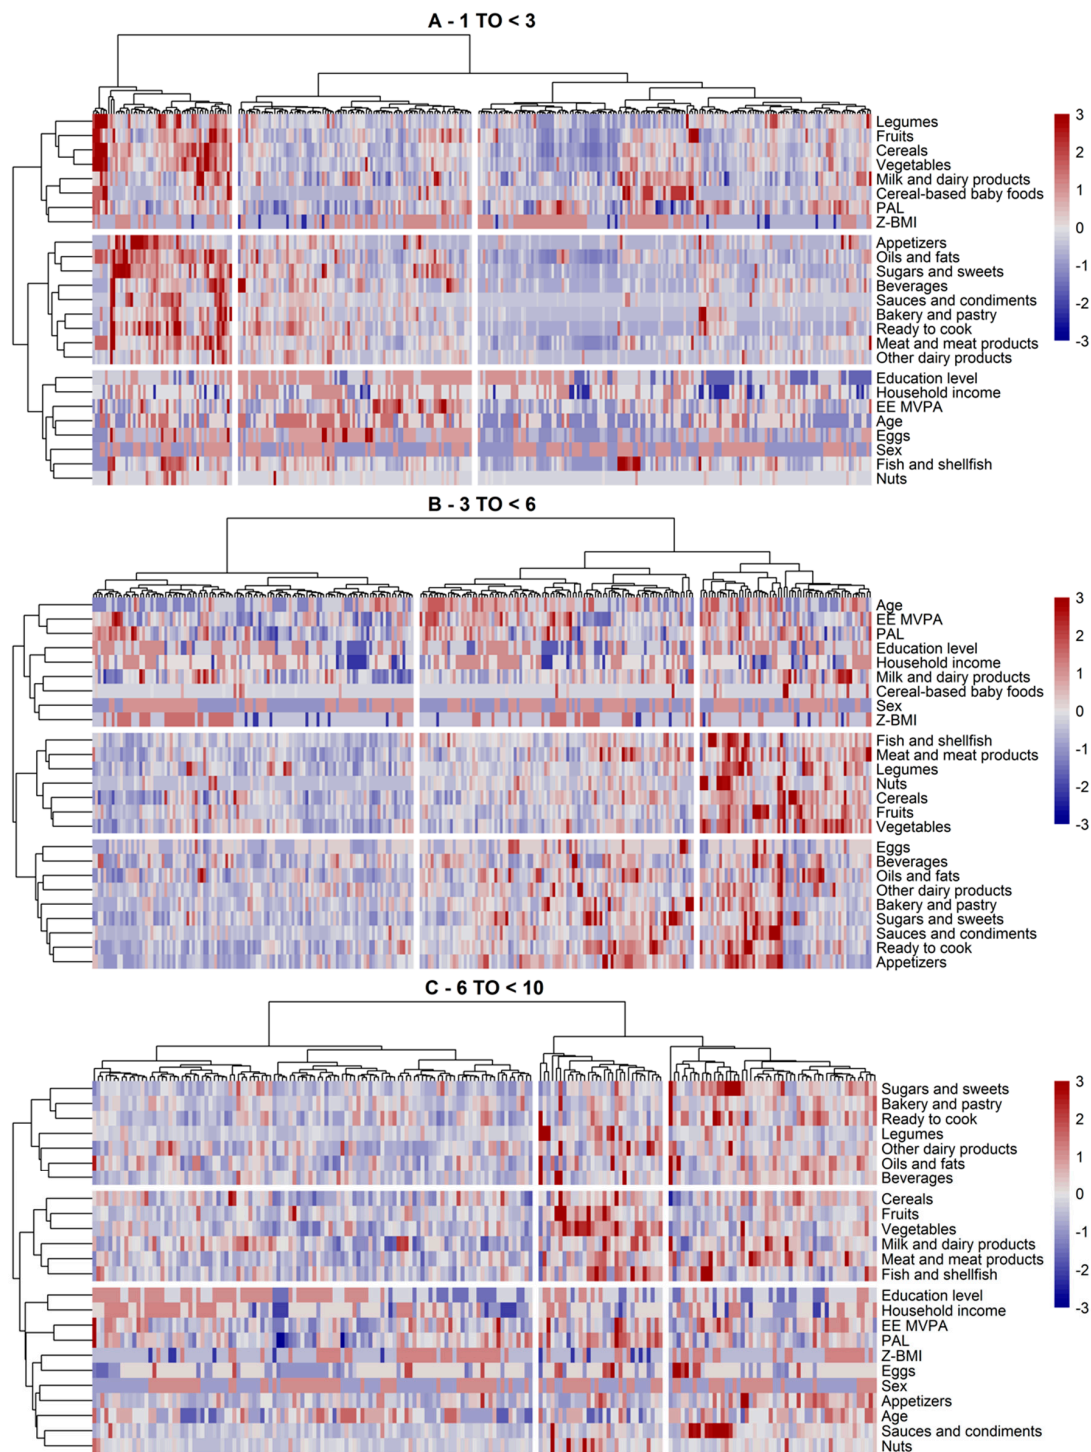 A - 1 TO < 3
Legumes
Fruits
Cereals
Vegetables
Milk and dairy products
Cereal-based baby foods
PAL
Z-BMI
Appetizers
Oils and fats
Sugars and sweets
Beverages
Sauces and condiments
Bakery and pastry
Ready to cook
Meat and meat products
Other dairy products
Education level
Household income
EE MVPA
Age
Eggs
Sex
Fish and shellfish
Nuts
3
2
1
0
-1
-2
-3
B - 3 TO < 6
Age
EE MVPA
PAL
Education level
Household income
Milk and dairy products
Cereal-based baby foods
Sex
Z-BMI
Fish and shellfish
Meat and meat products
Legumes
Nuts
Cereals
Fruits
Vegetables
Eggs
Beverages
Oils and fats
Other dairy products
Bakery and pastry
Sugars and sweets
Sauces and condiments
Ready to cook
Appetizers
3
2
1
0
-1
-2
-3
C - 6 TO < 10
Sugars and sweets
Bakery and pastry
Ready to cook
Legumes
Other dairy products
Oils and fats
Beverages
Cereals
Fruits
Vegetables
Milk and dairy products
Meat and meat products
Fish and shellfish
Education level
Household income
EE MVPA
PAL
Z-BMI
Eggs
Sex
Appetizers
Age
Sauces and condiments
Nuts
3
2
1
0
-1
-2
-3